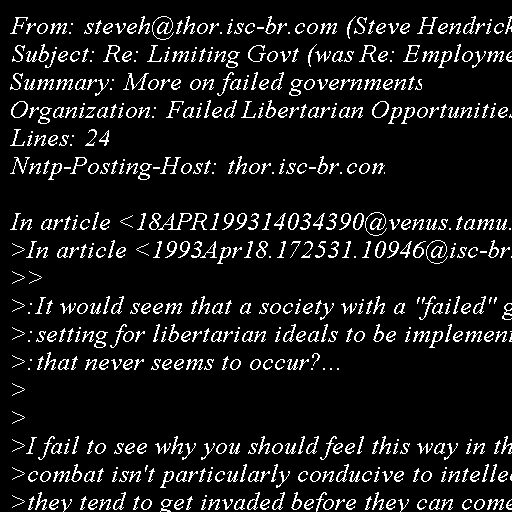 From: steveh@thor.isc-br.com (Steve Hendrick
Subject: Re: Limiting Govt (was Re: Employme
Summary: More on failed governments
Organization: Failed Libertarian Opportunities
Lines: 24
Nntp-Posting-Host: thor.isc-br.com

In article <18APR199314034390@venus.tamu.
>In article <1993Apr18.172531.10946@isc-br
>>
>:It would seem that a society with a "failed" g
>:setting for libertarian ideals to be implement
>:that never seems to occur?...
>
>
>I fail to see why you should feel this way in th
>combat isn't particularly conducive to intellec
>they tend to get invaded before they can come